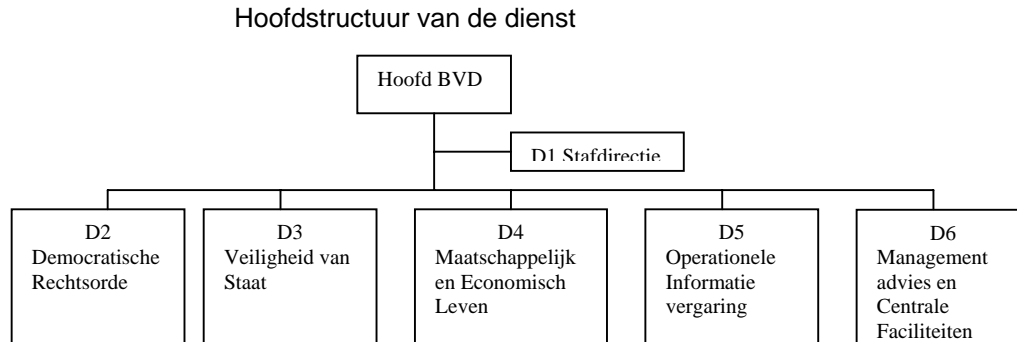 Hoofdstructuur van de dienst
Hoofd BVD
D1 Stafdirectie
D2
Democratische
Rechtsorde
D3
Veiligheid van
Staat
D4
Maatschappelijk
en Economisch
Leven
D5
Operationele
Informatie
vergaring
D6
Management
advies en
Centrale
Faciliteiten